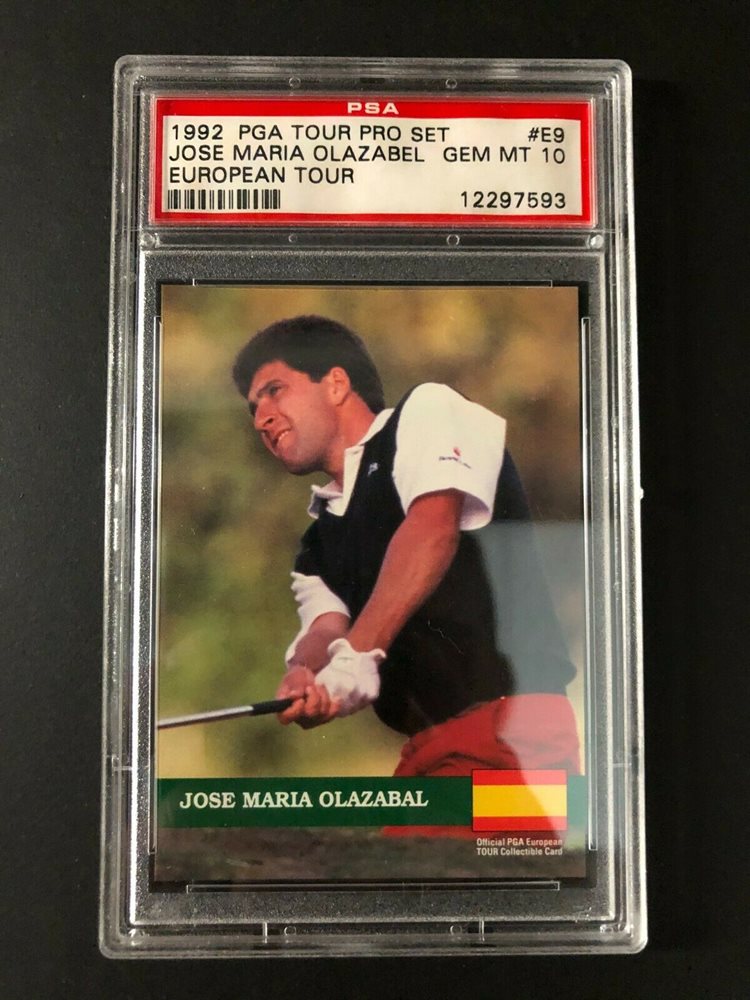 PSA
1992 PGA TOUR PRO SET #E9
JOSE MARIA OLAZABEL GEM MT 10
EUROPEAN TOUR
12297593
JOSE MARIA OLAZABAL
Official PGA European
TOUR Collectible Card